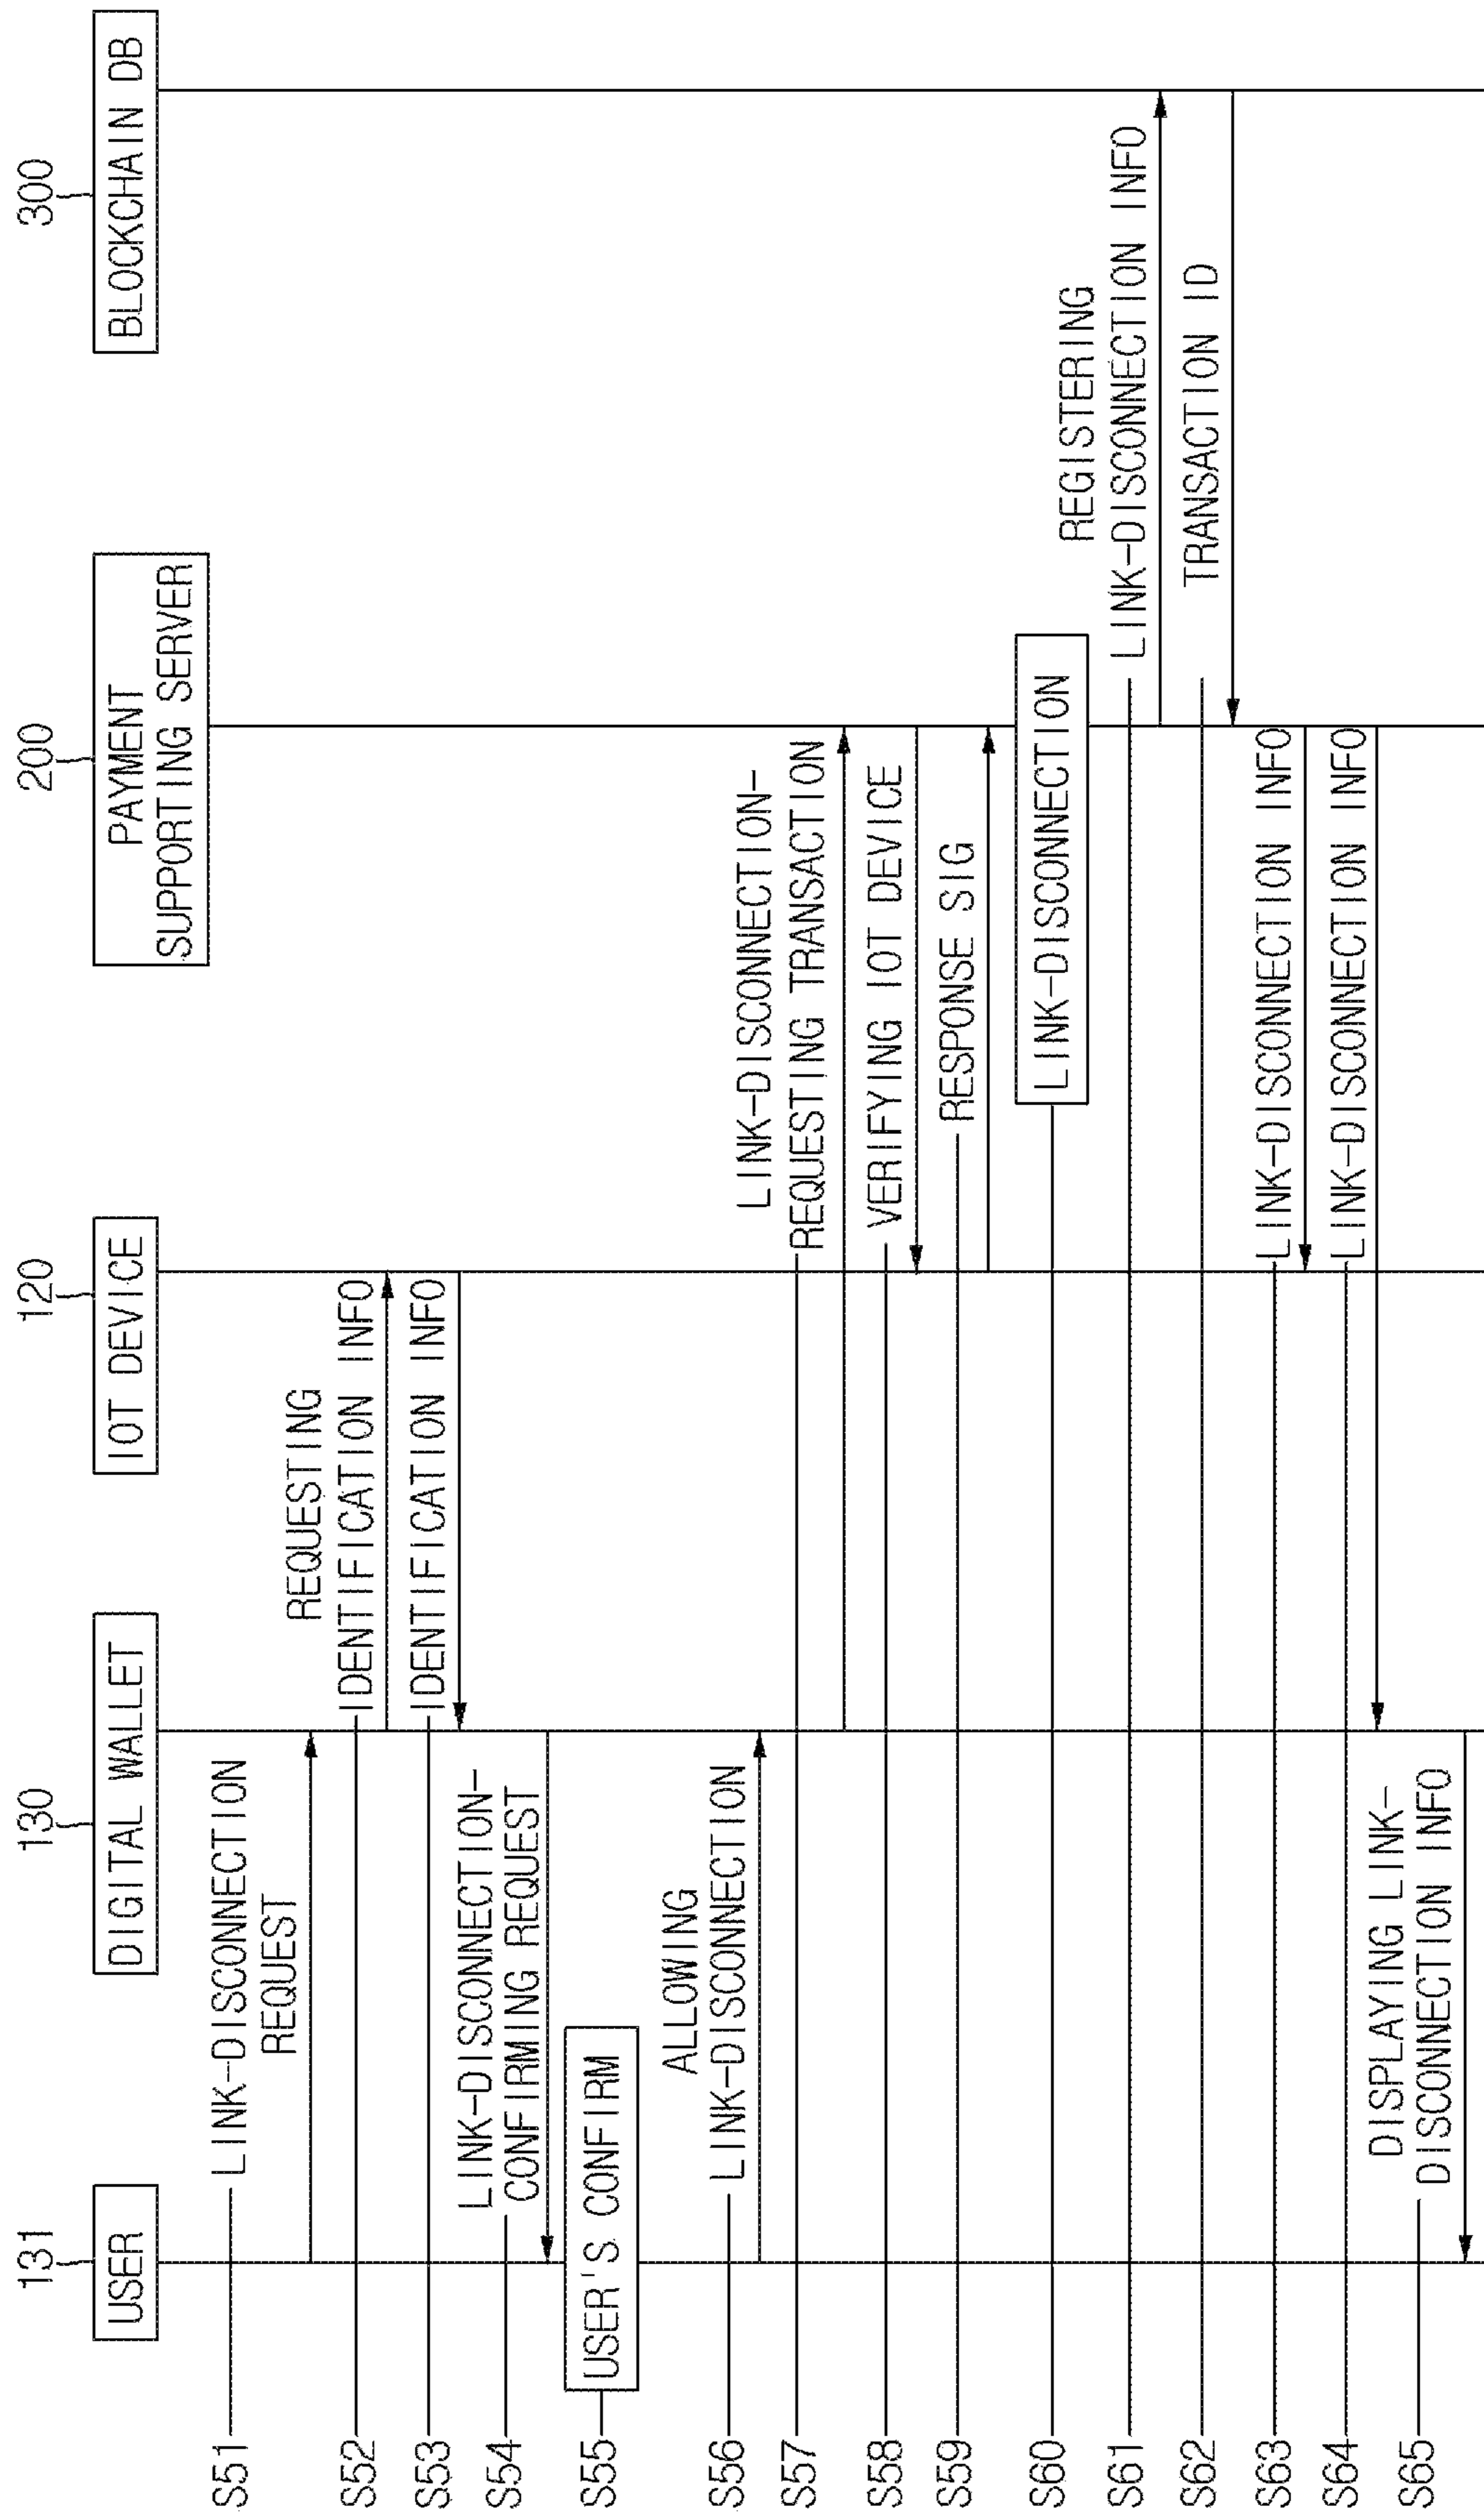 131
130
120
200
300
USER
DIGITAL WALLET
IOT DEVICE
PAYMENT
SUPPORTING SERVER
BLOCKCHAIN DB
S51
LINK-DISCONNECTION
REQUEST
S52
REQUESTING
IDENTIFICATION INFO
S53
IDENTIFICATION INFO
S54
LINK-DISCONNECTION-
CONFIRMING REQUEST
S55
USER'S CONFIRM
S56
ALLOWING
LINK-DISCONNECTION
S57
LINK-DISCONNECTION-
REQUESTING TRANSACTION
S58
VERIFYING IOT DEVICE
S59
RESPONSE SIG
S60
LINK-DISCONNECTION
S61
REGISTERING
LINK-DISCONNECTION INFO
S62
TRANSACTION ID
S63
LINK-DISCONNECTION INFO
S64
LINK-DISCONNECTION INFO
S65
DISPLAYING LINK-
DISCONNECTION INFO